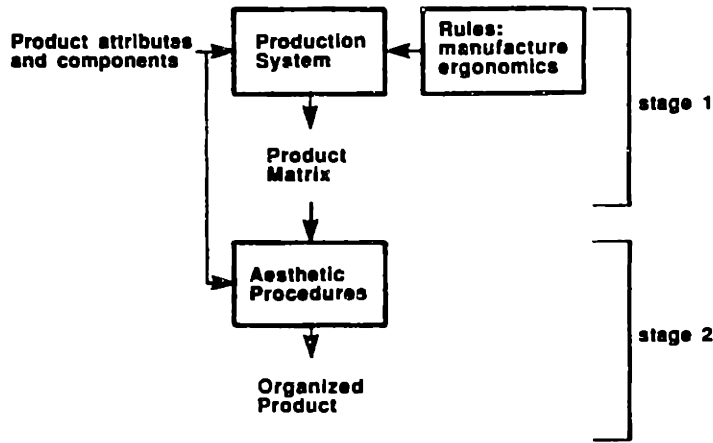 Product attributes
and components
Production
System
Rules:
manufacture
ergonomics
stage 1
Product
Matrix
Aesthetic
Procedures
stage 2
Organized
Product